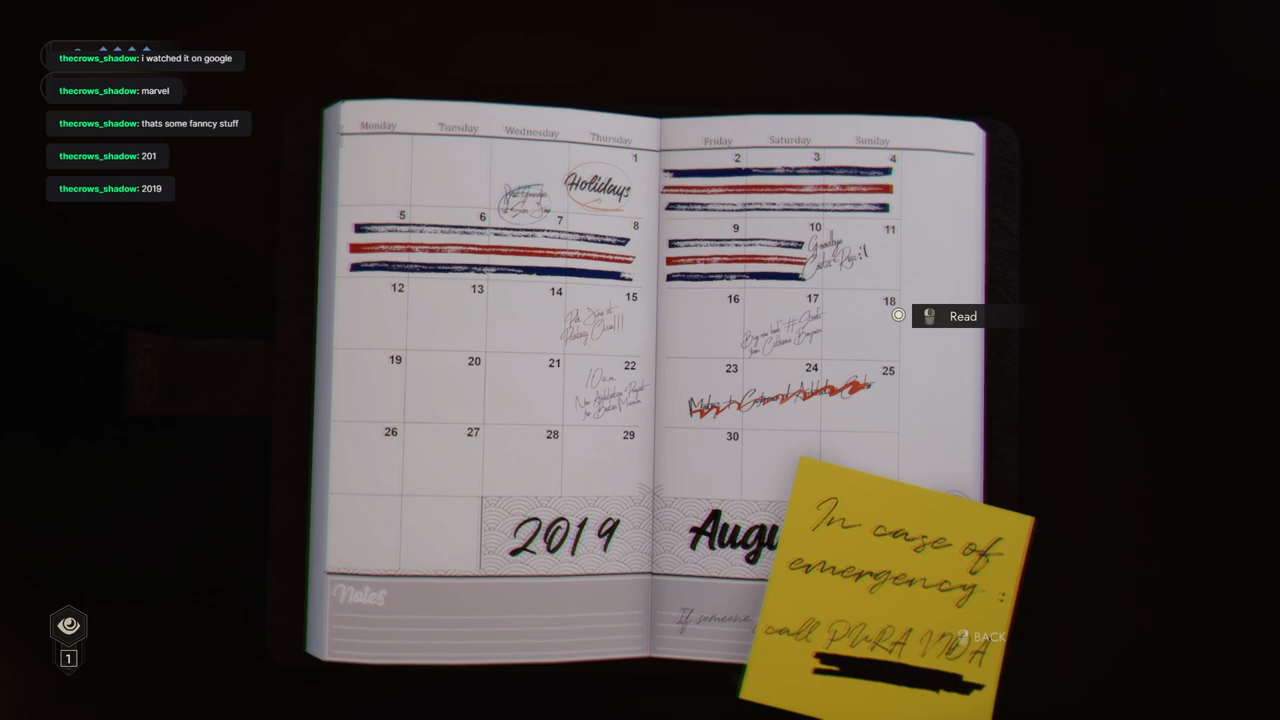 thecrows_shadow: i watched it on google
thecrows_shadow: marvel
thecrows_shadow: thats some fanncy stuff
thecrows_shadow: 201
thecrows_shadow: 2019
Monday Tuesday Wednesday Thursday Friday Saturday Sunday
1 2 3 4
Holidays
5 6 7 8 9 10 11
Goodbye
12 13 14 15 16 17 18
Read
19 20 21 22 23 24 25
10 a.m.
26 27 28 29 30
2019 Augu
Notes
If someone
In case of
emergency :
call PURA VIDA
BACK
1